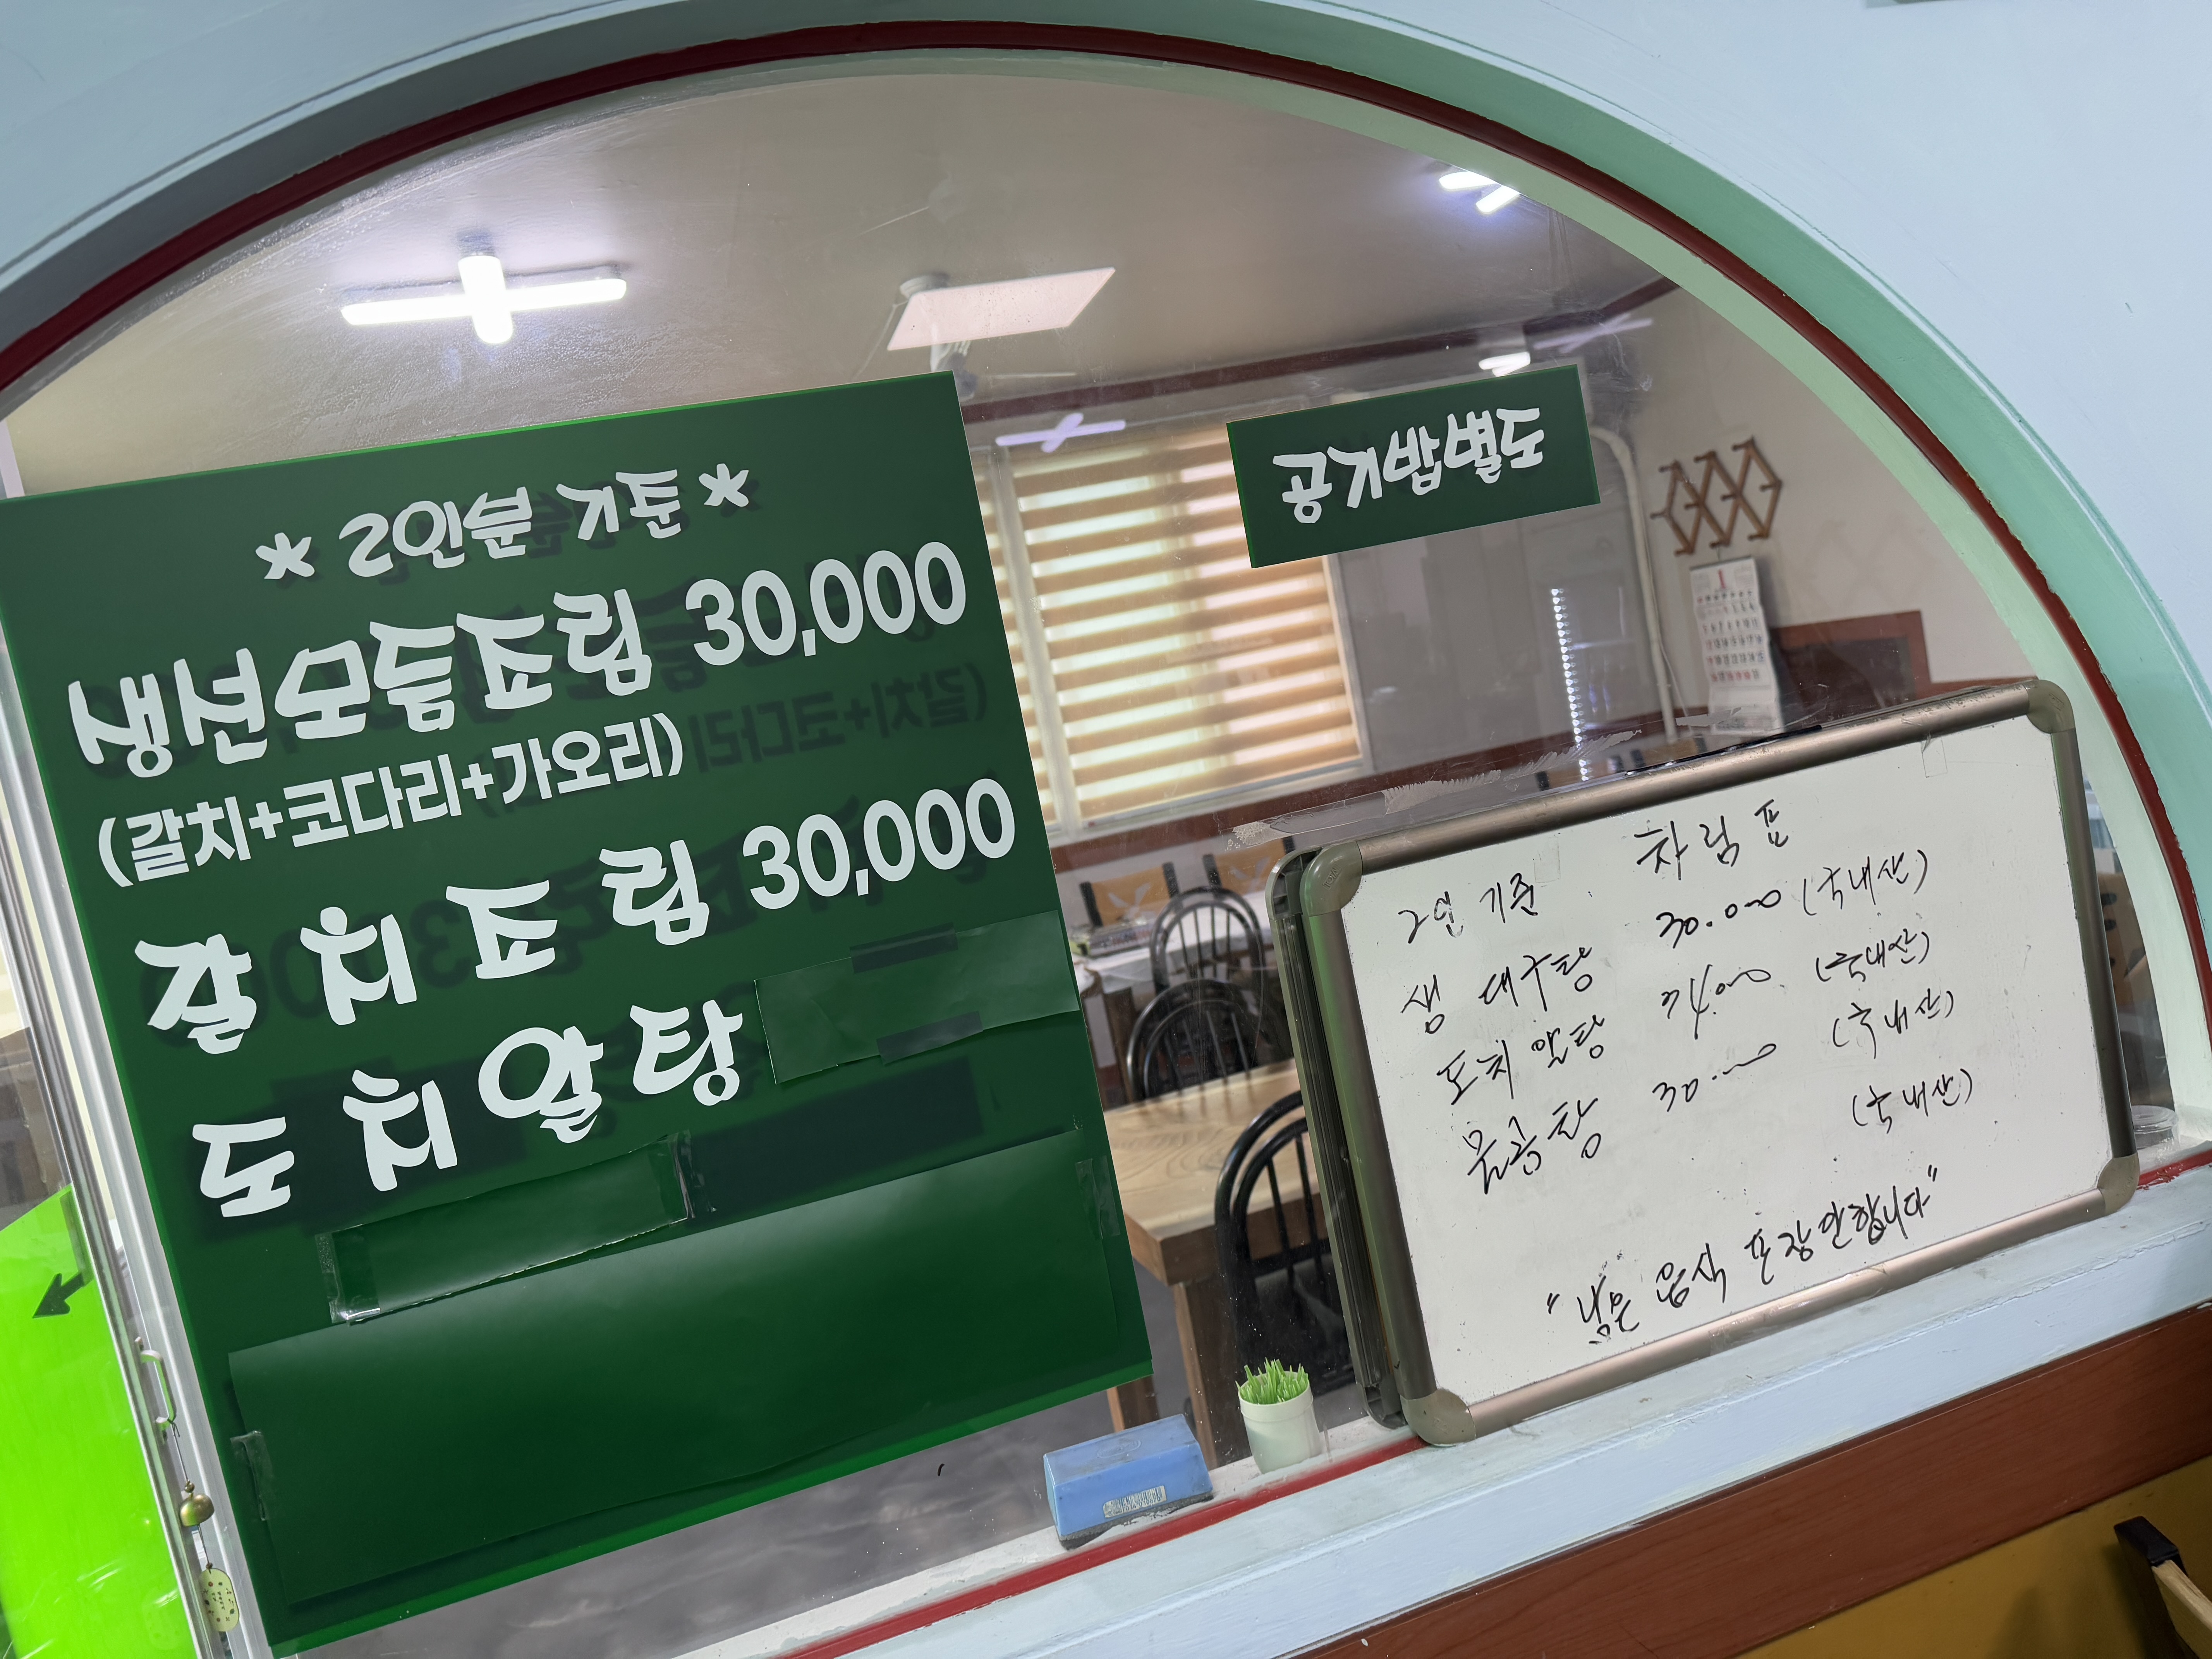 * 2인분 기준 *
생선모듬조림 30,000
(갈치+코다리+가오리)
갈치조림 30,000
도치알탕
공기밥별도
차림표
2인 기준
생 대구탕 30.000 (국내산)
도치 알탕 (국내산)
물곰탕 30.000 (국내산)
(국내산)
"남은 음식 포장안합니다"